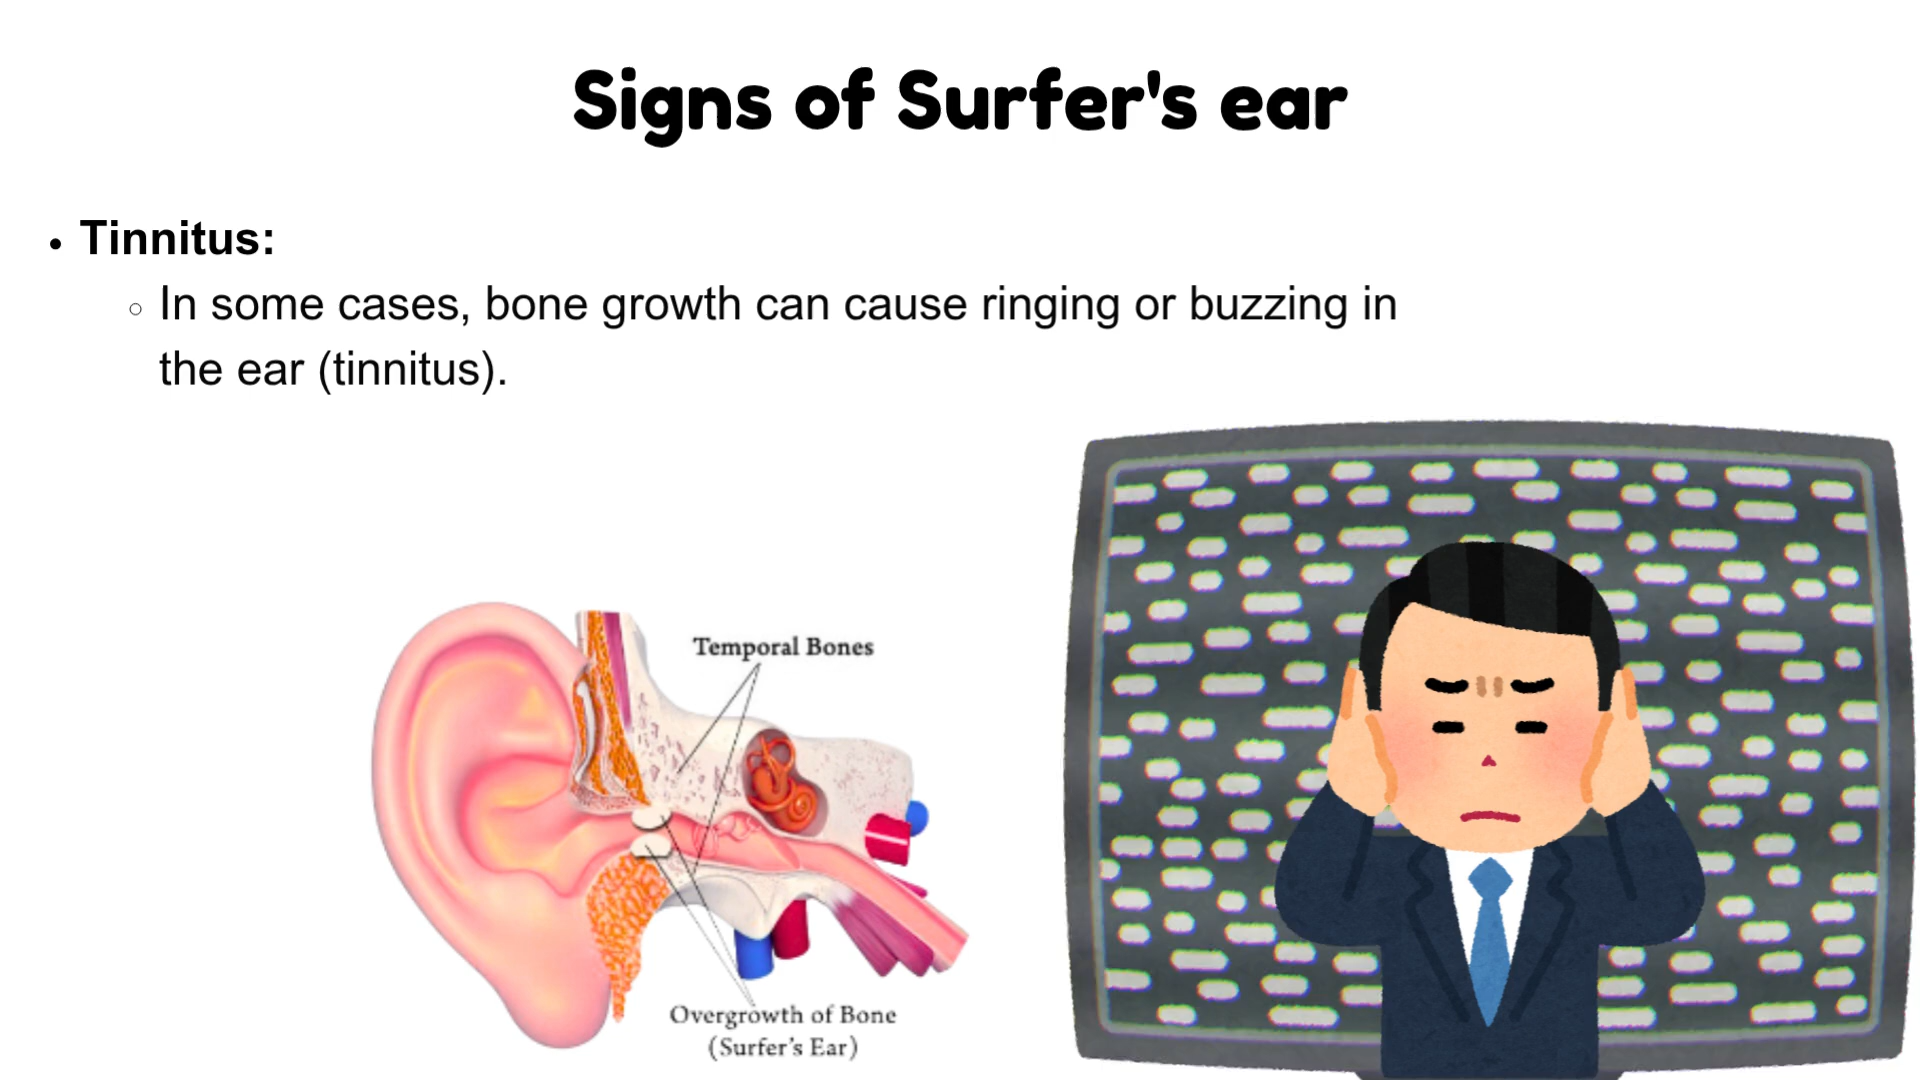 Signs of Surfer's ear
• Tinnitus:
○ In some cases, bone growth can cause ringing or buzzing in
the ear (tinnitus).
Temporal Bones
Overgrowth of Bone
(Surfer's Ear)